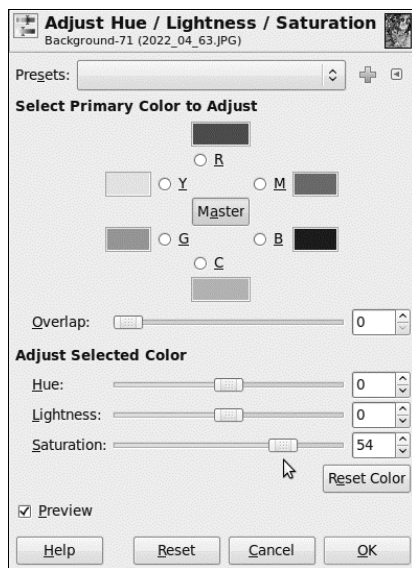 Adjust Hue / Lightness / Saturation
Background-71 (2022_04_63.JPG)
Presets:
Select Primary Color to Adjust
R
Y M
Master
G B
C
Overlap: 0
Adjust Selected Color
Hue: 0
Lightness: 0
Saturation: 54
Reset Color
Preview
Help Reset Cancel OK